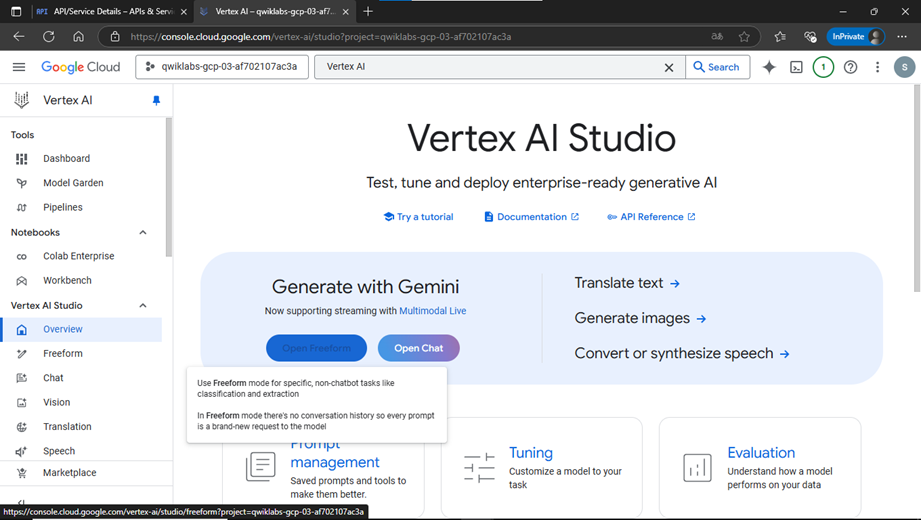 API API/Service Details – APIs & Servi
Vertex AI – qwiklabs-gcp-03-af7...
https://console.cloud.google.com/vertex-ai/studio?project=qwiklabs-gcp-03-af702107ac3a
InPrivate
Google Cloud
qwiklabs-gcp-03-af702107ac3a
Vertex AI
Search
1
S
Vertex AI
Tools
Dashboard
Model Garden
Pipelines
Notebooks
Colab Enterprise
Workbench
Vertex AI Studio
Overview
Freeform
Chat
Vision
Translation
Speech
Marketplace
Vertex AI Studio
Test, tune and deploy enterprise-ready generative AI
Try a tutorial
Documentation
API Reference
Generate with Gemini
Now supporting streaming with Multimodal Live
Open Freeform
Open Chat
Translate text
Generate images
Convert or synthesize speech
Use Freeform mode for specific, non-chatbot tasks like
classification and extraction
In Freeform mode there's no conversation history so every prompt
is a brand-new request to the model
Prompt
management
Saved prompts and tools to
make them better.
Tuning
Customize a model to your
task
Evaluation
Understand how a model
performs on your data
https://console.cloud.google.com/vertex-ai/studio/freeform?project=qwiklabs-gcp-03-af702107ac3a